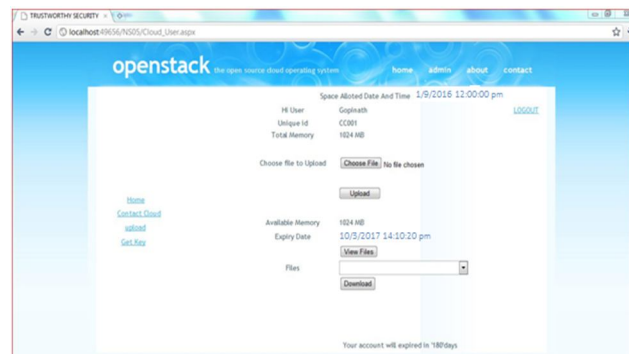 TRUSTWORTHY SECURITY
localhost:49656/NS05/Cloud_User.aspx
openstack the open source cloud operating system
home admin about contact
Space Alloted Date And Time 1/9/2016 12:00:00 pm
Hi User Gopinath LOGOUT
Unique Id CC001
Total Memory 1024 MB
Choose file to Upload Choose File No file chosen
Upload
Home
Contact Cloud
upload
Get Key
Available Memory 1024 MB
Expiry Date 10/3/2017 14:10:20 pm
View Files
Files
Download
Your account will expired in '180'days